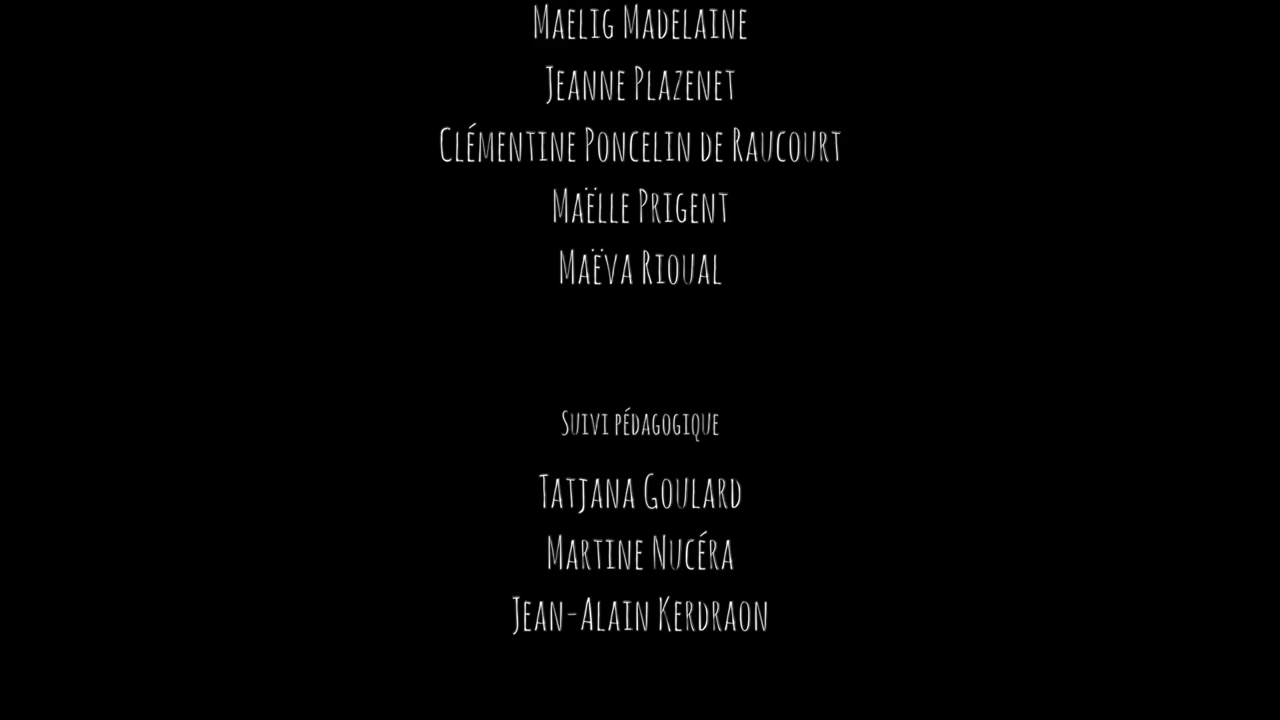 Maelig Madelaine
Jeanne Plazenet
Clémentine Poncelin de Raucourt
Maëlle Prigent
Maëva Rioual
Suivi pédagogique
Tatjana Goulard
Martine Nucéra
Jean-Alain Kerdraon